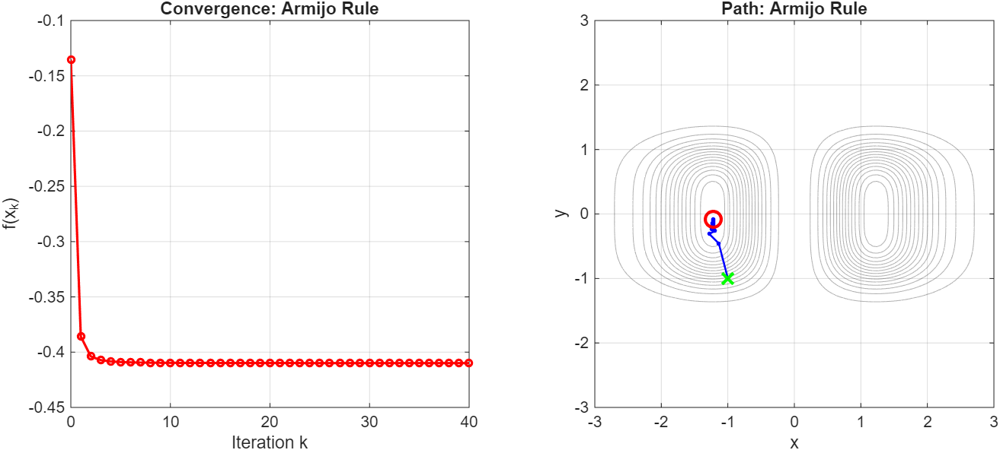 Convergence: Armijo Rule
-0.1
-0.15
-0.2
-0.25
-0.3
-0.35
-0.4
-0.45
f(xₖ)
0 10 20 30 40
Iteration k
Path: Armijo Rule
3
2
1
0
-1
-2
-3
y
-3 -2 -1 0 1 2 3
x